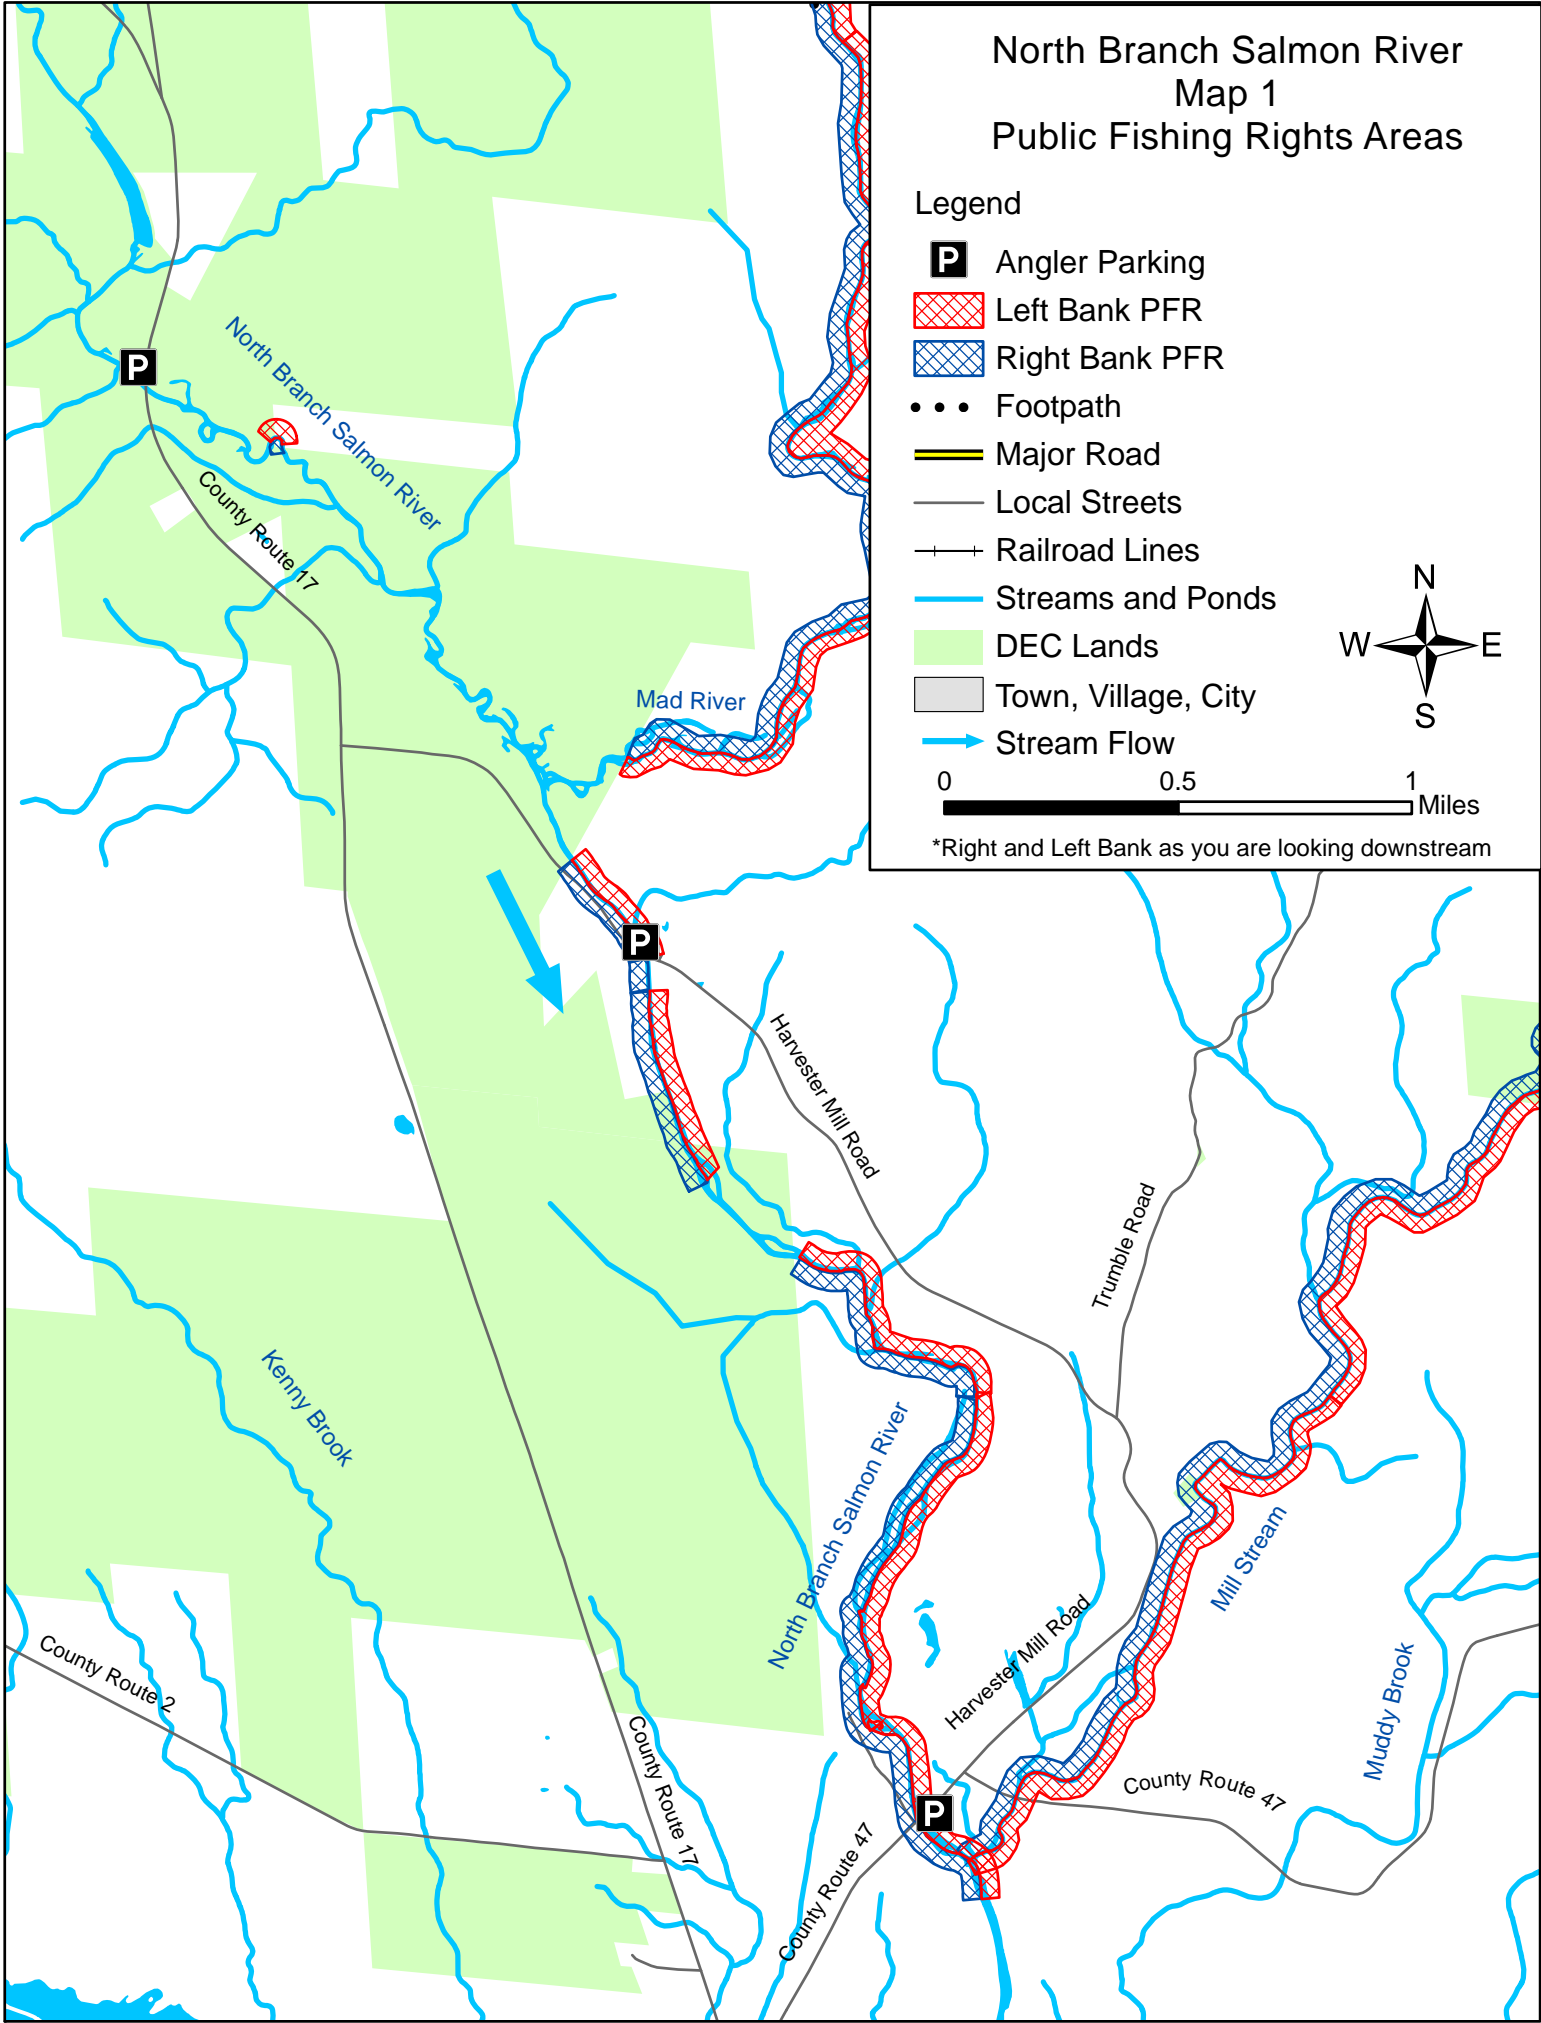 North Branch Salmon River
Map 1
Public Fishing Rights Areas
Legend
P Angler Parking
Left Bank PFR
Right Bank PFR
Footpath
Major Road
Local Streets
Railroad Lines
Streams and Ponds
DEC Lands
Town, Village, City
Stream Flow
N
W E
S
0 0.5 1
Miles
*Right and Left Bank as you are looking downstream
P
North Branch Salmon River
County Route 17
Mad River
P
Harvester Mill Road
Trumble Road
Kenny Brook
North Branch Salmon River
Mill Stream
Harvester Mill Road
Muddy Brook
County Route 2
County Route 17
County Route 47
P
County Route 47